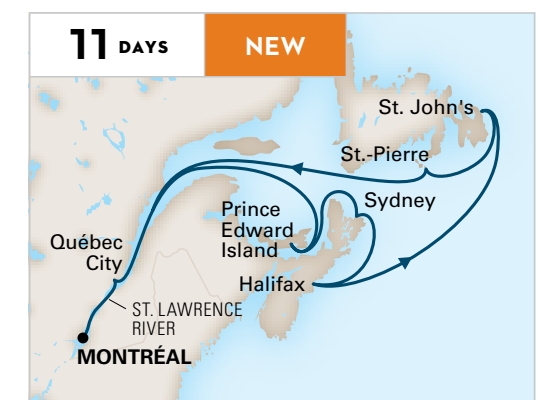 11 DAYS
NEW
St. John's
St.-Pierre
Sydney
Prince
Edward
Island
Québec
City
Halifax
ST. LAWRENCE
RIVER
MONTRÉAL